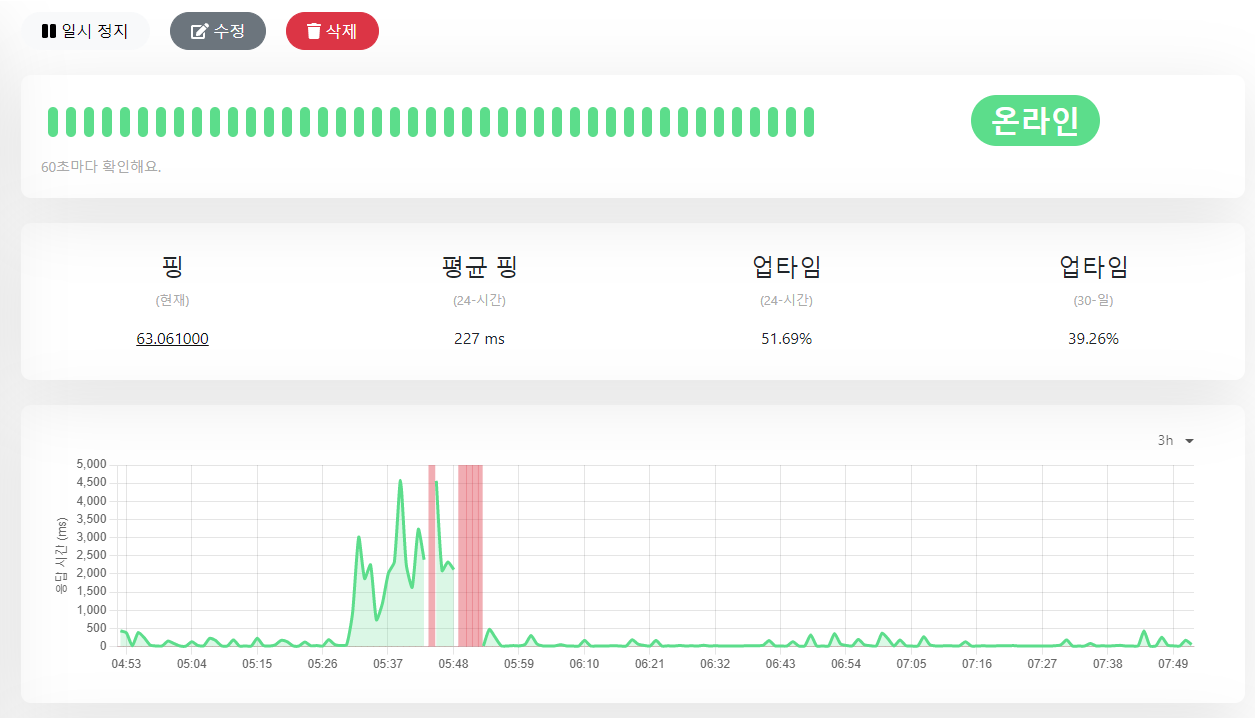 일시 정지 수정 삭제
온라인
60초마다 확인해요.
핑 평균 핑 업타임 업타임
(현재) (24-시간) (24-시간) (30-일)
63.061000 227 ms 51.69% 39.26%
3h
응답 시간 (ms)
5,000
4,500
4,000
3,500
3,000
2,500
2,000
1,500
1,000
500
0
04:53 05:04 05:15 05:26 05:37 05:48 05:59 06:10 06:21 06:32 06:43 06:54 07:05 07:16 07:27 07:38 07:49